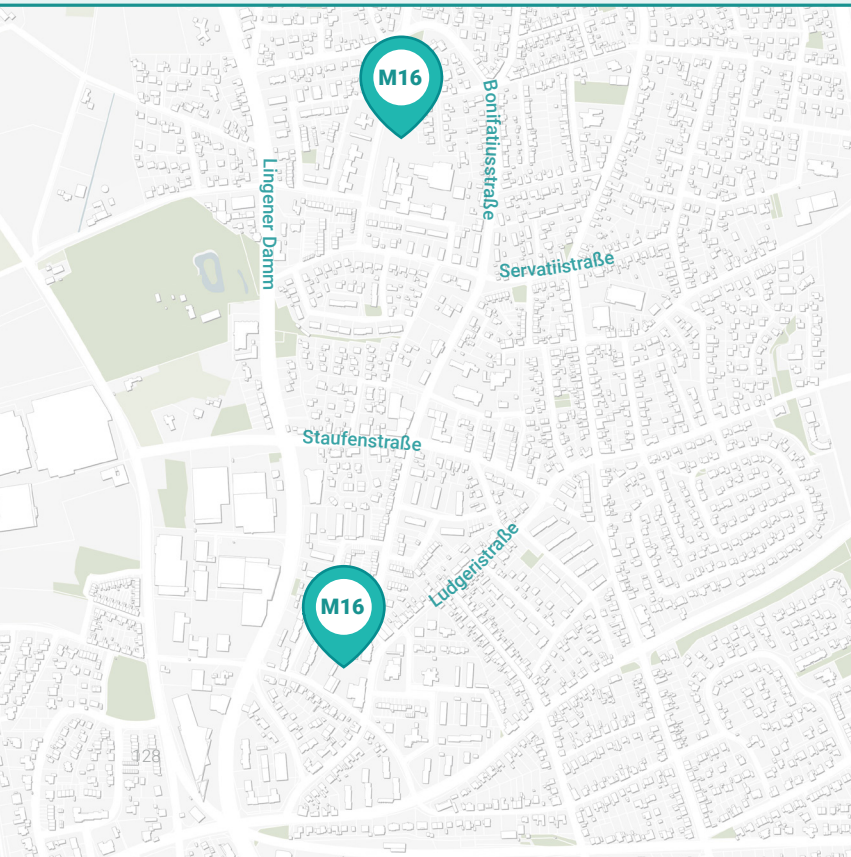 M16
Bonifatiusstraße
Lingener Damm
Servatiistraße
Staufenstraße
Ludgeristraße
M16
128